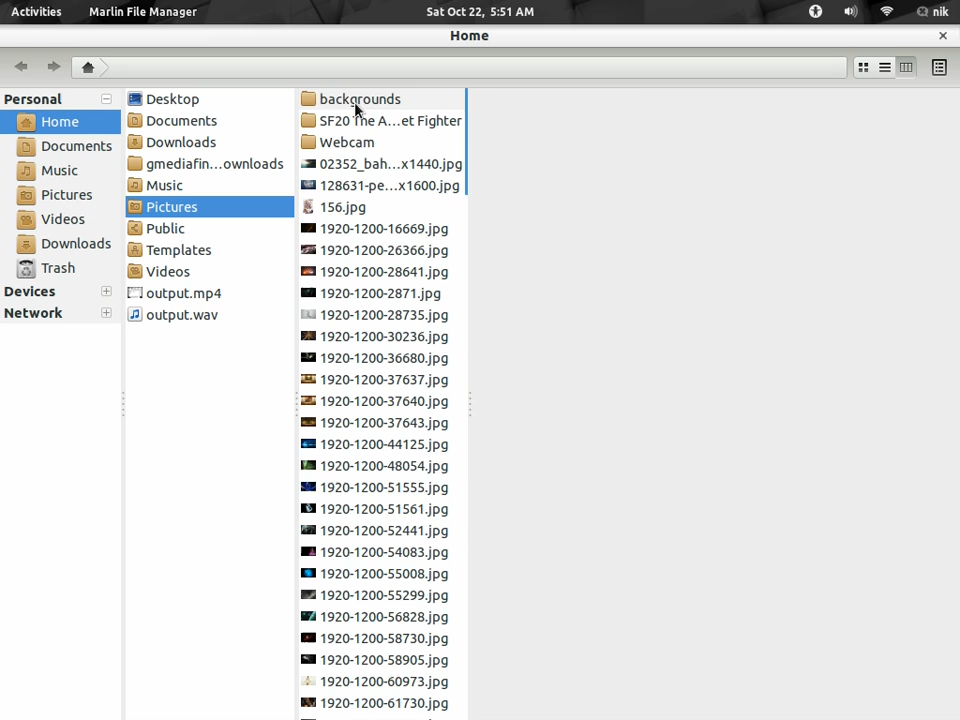 Activities Marlin File Manager Sat Oct 22, 5:51 AM nik
Home
Personal
Home
Documents
Music
Pictures
Videos
Downloads
Trash
Devices
Network
Desktop
Documents
Downloads
gmediafin...ownloads
Music
Pictures
Public
Templates
Videos
output.mp4
output.wav
backgrounds
SF20 The A...et Fighter
Webcam
02352_bah...x1440.jpg
128631-pe...x1600.jpg
156.jpg
1920-1200-16669.jpg
1920-1200-26366.jpg
1920-1200-28641.jpg
1920-1200-2871.jpg
1920-1200-28735.jpg
1920-1200-30236.jpg
1920-1200-36680.jpg
1920-1200-37637.jpg
1920-1200-37640.jpg
1920-1200-37643.jpg
1920-1200-44125.jpg
1920-1200-48054.jpg
1920-1200-51555.jpg
1920-1200-51561.jpg
1920-1200-52441.jpg
1920-1200-54083.jpg
1920-1200-55008.jpg
1920-1200-55299.jpg
1920-1200-56828.jpg
1920-1200-58730.jpg
1920-1200-58905.jpg
1920-1200-60973.jpg
1920-1200-61730.jpg